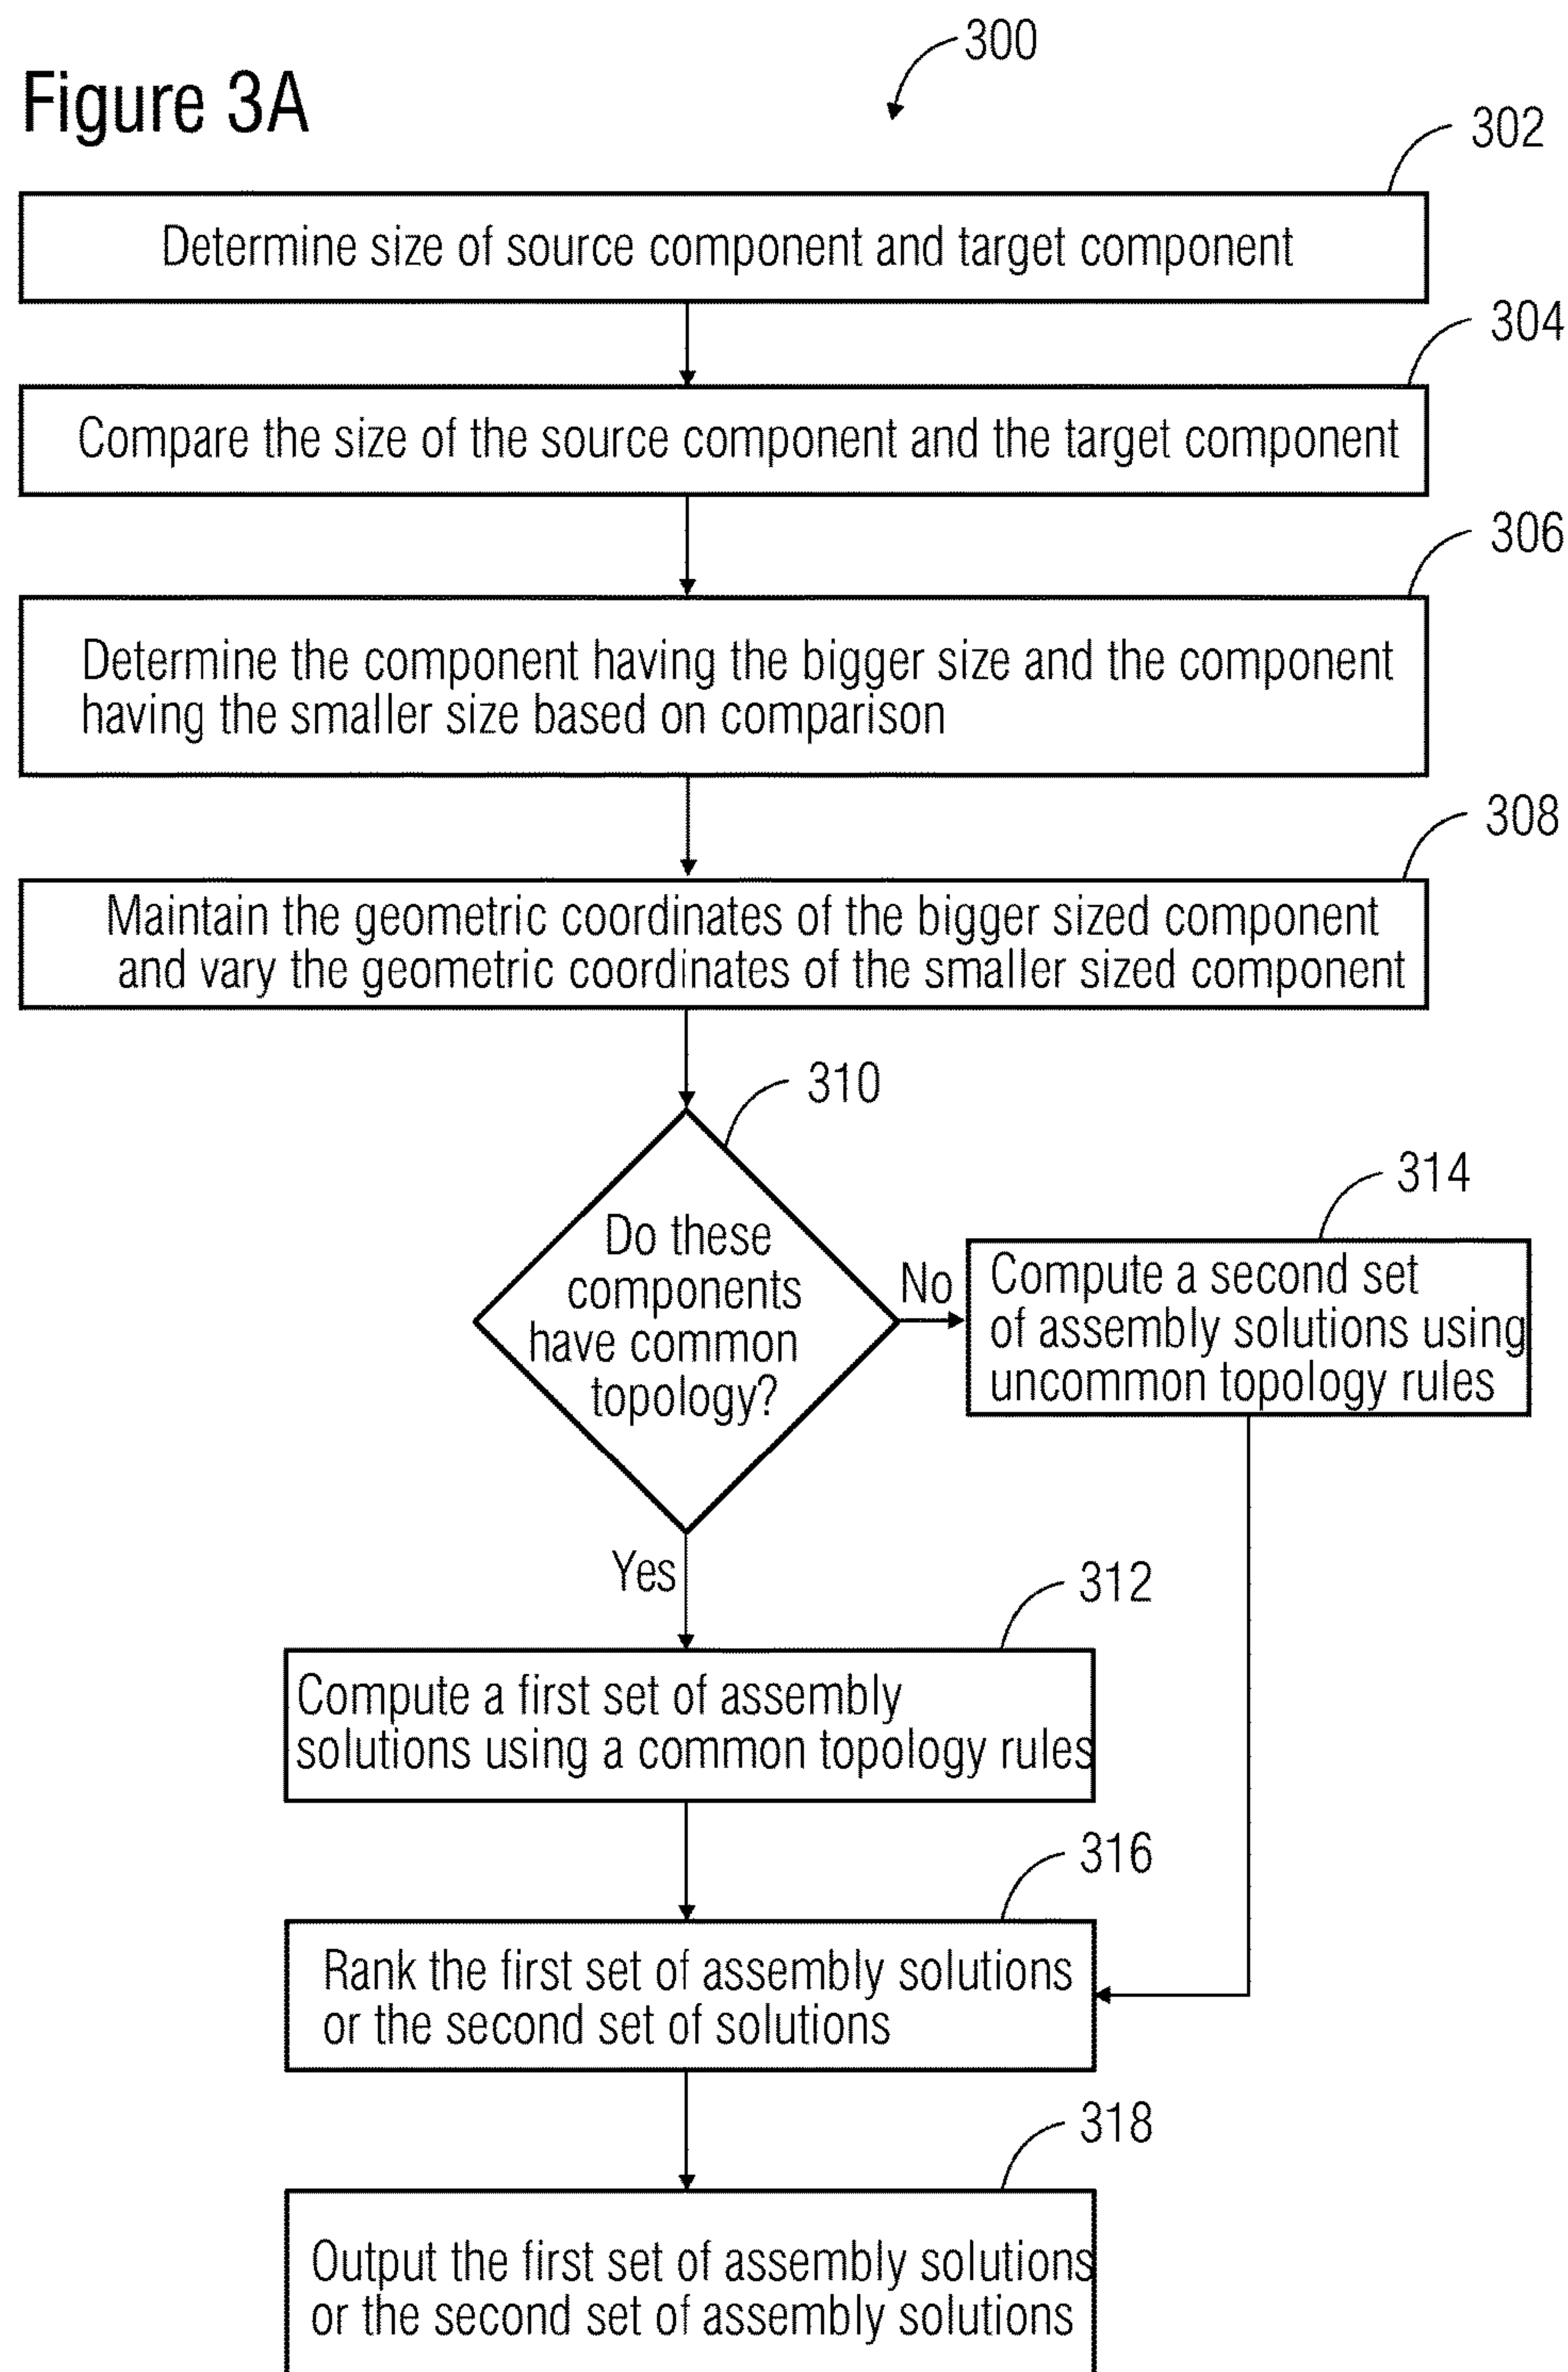 300
Figure 3A
302
Determine size of source component and target component
304
Compare the size of the source component and the target component
306
Determine the component having the bigger size and the component
having the smaller size based on comparison
308
Maintain the geometric coordinates of the bigger sized component
and vary the geometric coordinates of the smaller sized component
310
Do these
components
have common
topology?
No
314
Compute a second set
of assembly solutions using
uncommon topology rules
Yes
312
Compute a first set of assembly
solutions using a common topology rules
316
Rank the first set of assembly solutions
or the second set of solutions
318
Output the first set of assembly solutions
or the second set of assembly solutions